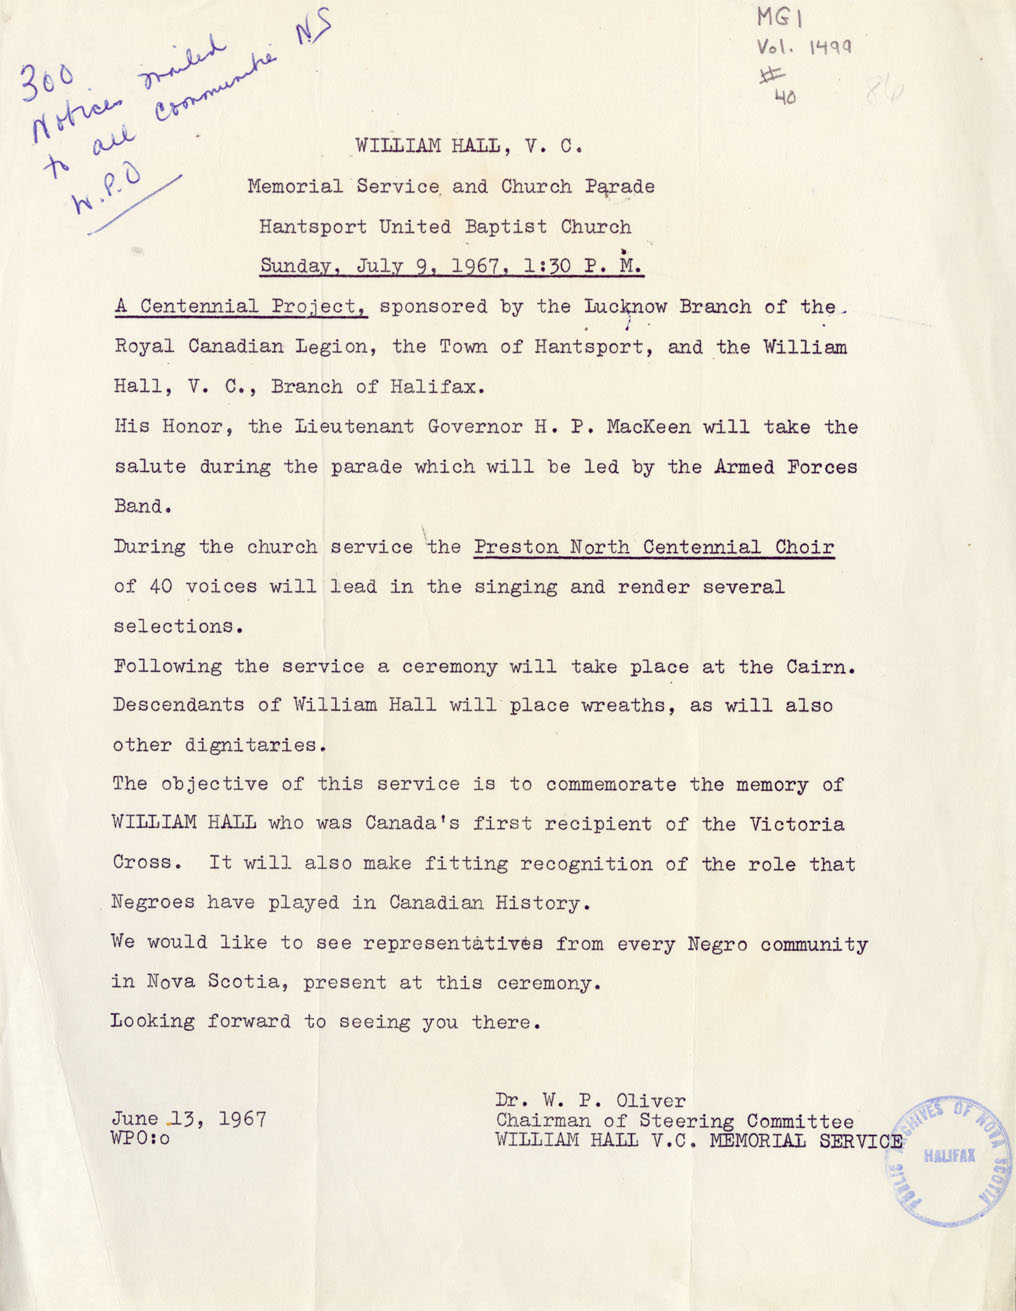 300
Notices mailed
to all communitie NS
W.P.O
MG1
Vol. 1499
#
40
86
WILLIAM HALL, V. C.
Memorial Service and Church Parade
Hantsport United Baptist Church
Sunday, July 9, 1967, 1:30 P. M.
A Centennial Project, sponsored by the Lucknow Branch of the
Royal Canadian Legion, the Town of Hantsport, and the William
Hall, V. C., Branch of Halifax.
His Honor, the Lieutenant Governor H. P. MacKeen will take the
salute during the parade which will be led by the Armed Forces
Band.
During the church service the Preston North Centennial Choir
of 40 voices will lead in the singing and render several
selections.
Following the service a ceremony will take place at the Cairn.
Descendants of William Hall will place wreaths, as will also
other dignitaries.
The objective of this service is to commemorate the memory of
WILLIAM HALL who was Canada's first recipient of the Victoria
Cross. It will also make fitting recognition of the role that
Negroes have played in Canadian History.
We would like to see representatives from every Negro community
in Nova Scotia, present at this ceremony.
Looking forward to seeing you there.
Dr. W. P. Oliver
June 13, 1967 Chairman of Steering Committee
WPO:o WILLIAM HALL V.C. MEMORIAL SERVICE
PUBLIC ARCHIVES OF NOVA SCOTIA
HALIFAX